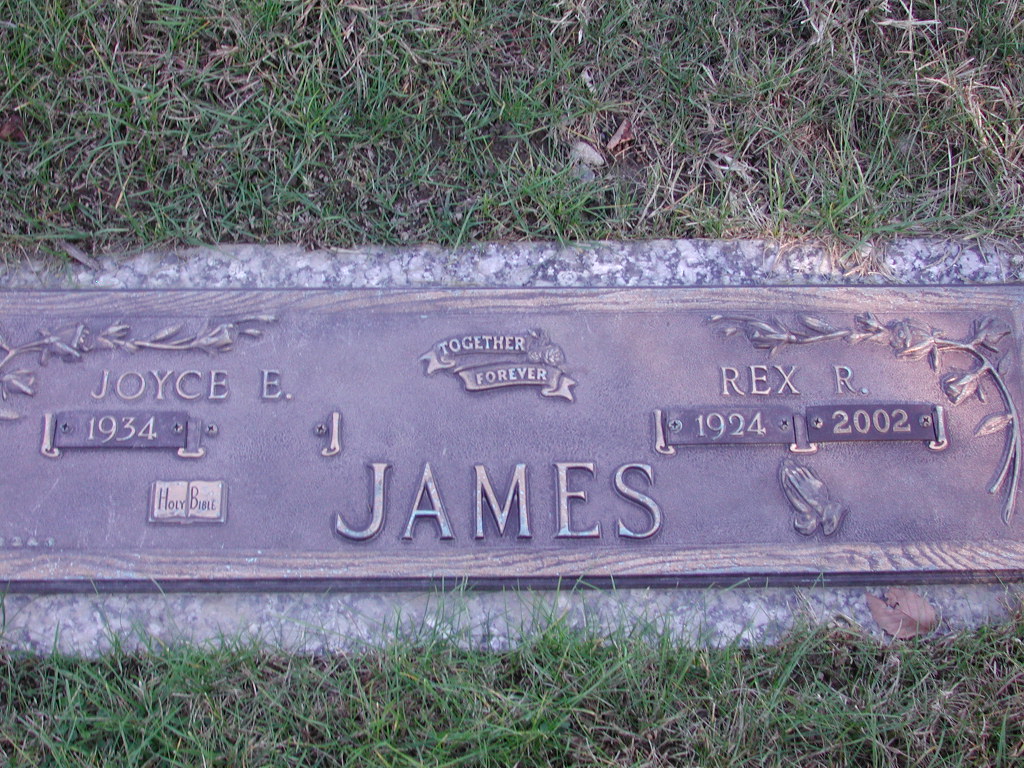 TOGETHER
FOREVER
JOYCE E.
1934
REX R.
1924 2002
HOLY BIBLE
JAMES